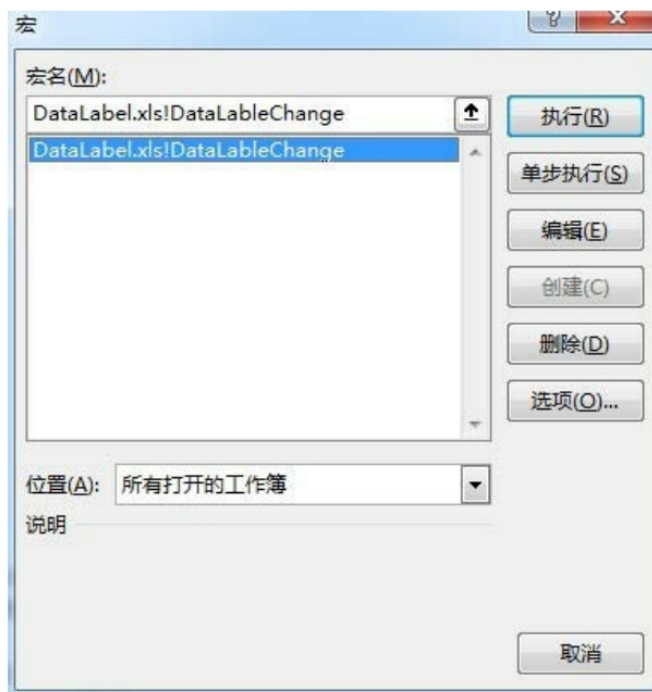 宏
宏名(M):
DataLabel.xls!DataLableChange
DataLabel.xls!DataLableChange
执行(R)
单步执行(S)
编辑(E)
创建(C)
删除(D)
选项(O)...
位置(A): 所有打开的工作簿
说明
取消